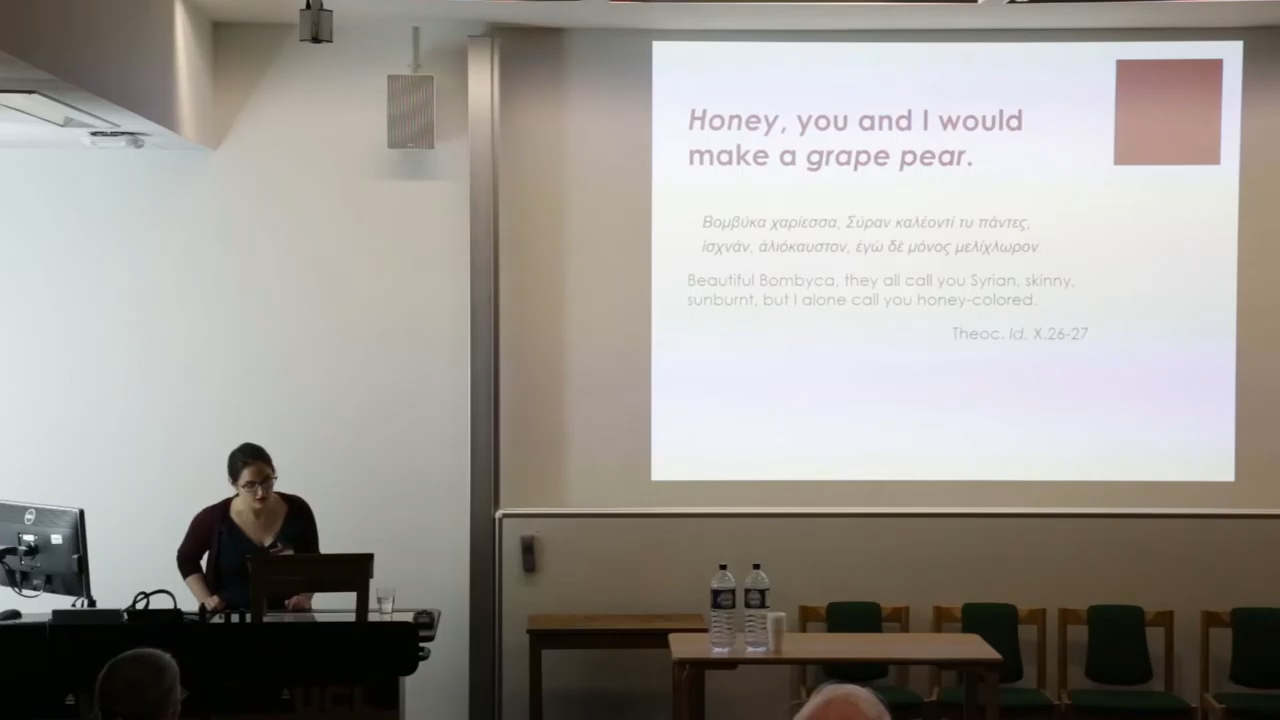 Honey, you and I would
make a grape pear.
Βομβύκα χαρίεσσα, Σύραν καλέοντί τυ πάντες,
ἰσχνάν, ἁλιόκαυστον, ἐγὼ δὲ μόνος μελίχλωρον
Beautiful Bombyca, they all call you Syrian, skinny,
sunburnt, but I alone call you honey-colored.
Theoc. Id. X.26-27
DELL
UCL